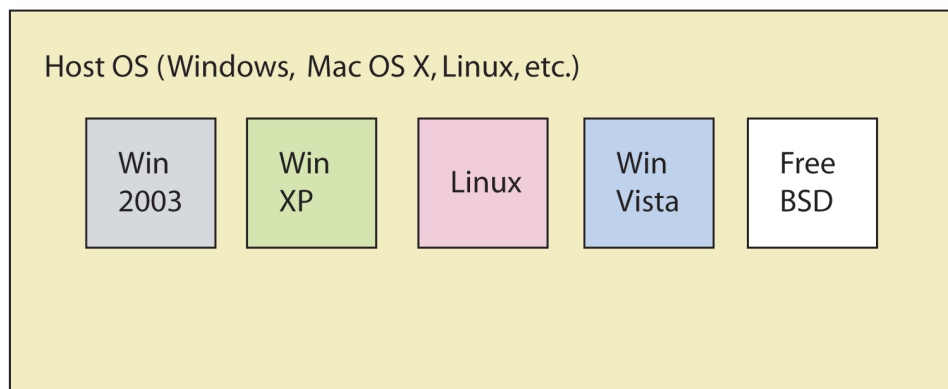 Host OS (Windows, Mac OS X, Linux, etc.)
Win
2003
Win
XP
Linux
Win
Vista
Free
BSD